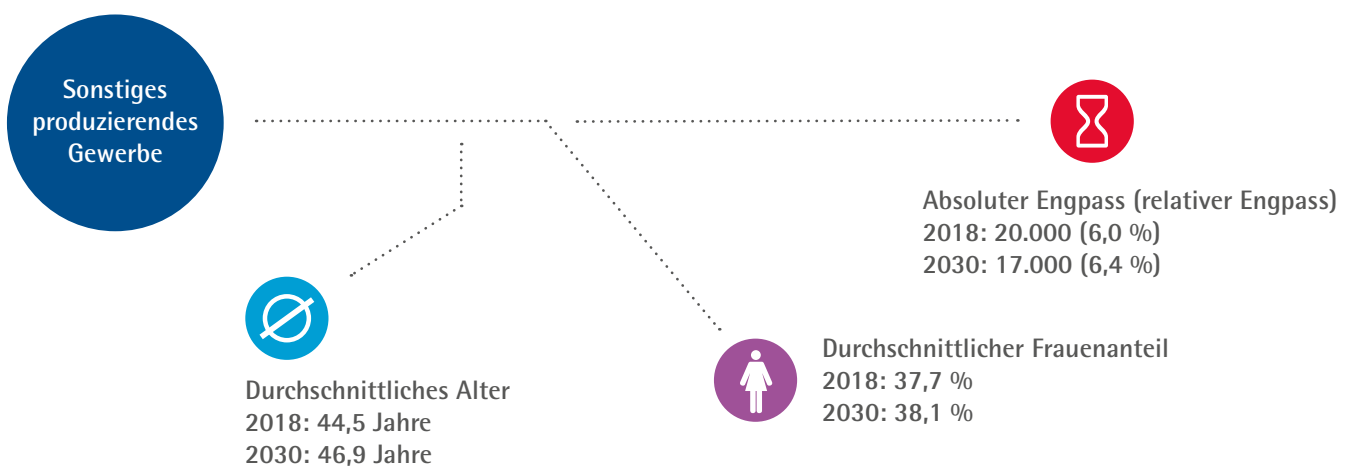 Sonstiges
produzierendes
Gewerbe
Absoluter Engpass (relativer Engpass)
2018: 20.000 (6,0 %)
2030: 17.000 (6,4 %)
Durchschnittliches Alter
2018: 44,5 Jahre
2030: 46,9 Jahre
Durchschnittlicher Frauenanteil
2018: 37,7 %
2030: 38,1 %